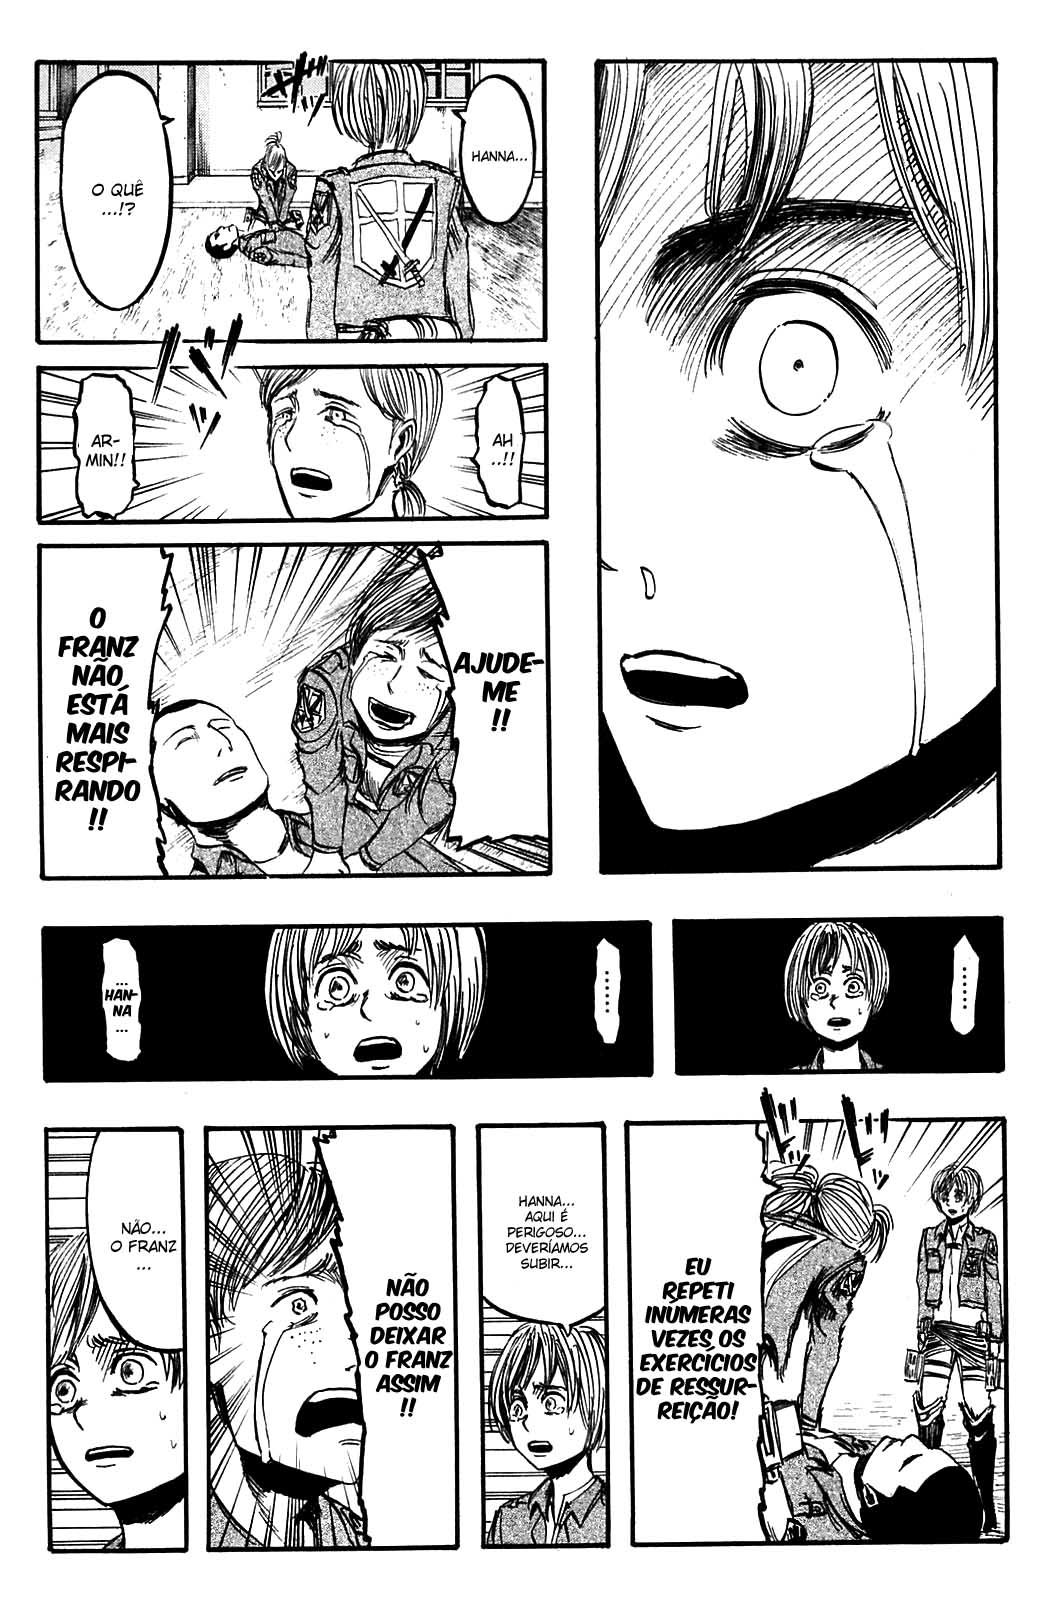 HANNA...
O QUÊ
...!?
AH
..!!
AR-
MIN!!
AJUDE-
ME
!!
O
FRANZ
NÃO
ESTÁ
MAIS
RESPI-
RANDO
!!
......
......
...
HAN-
NA
...
EU
REPETI
INÚMERAS
VEZES OS
EXERCÍCIOS
DE RESSUR-
REIÇÃO!
HANNA...
AQUI É
PERIGOSO...
DEVERÍAMOS
SUBIR...
NÃO
POSSO
DEIXAR
O FRANZ
ASSIM
!!
NÃO...
O FRANZ
...